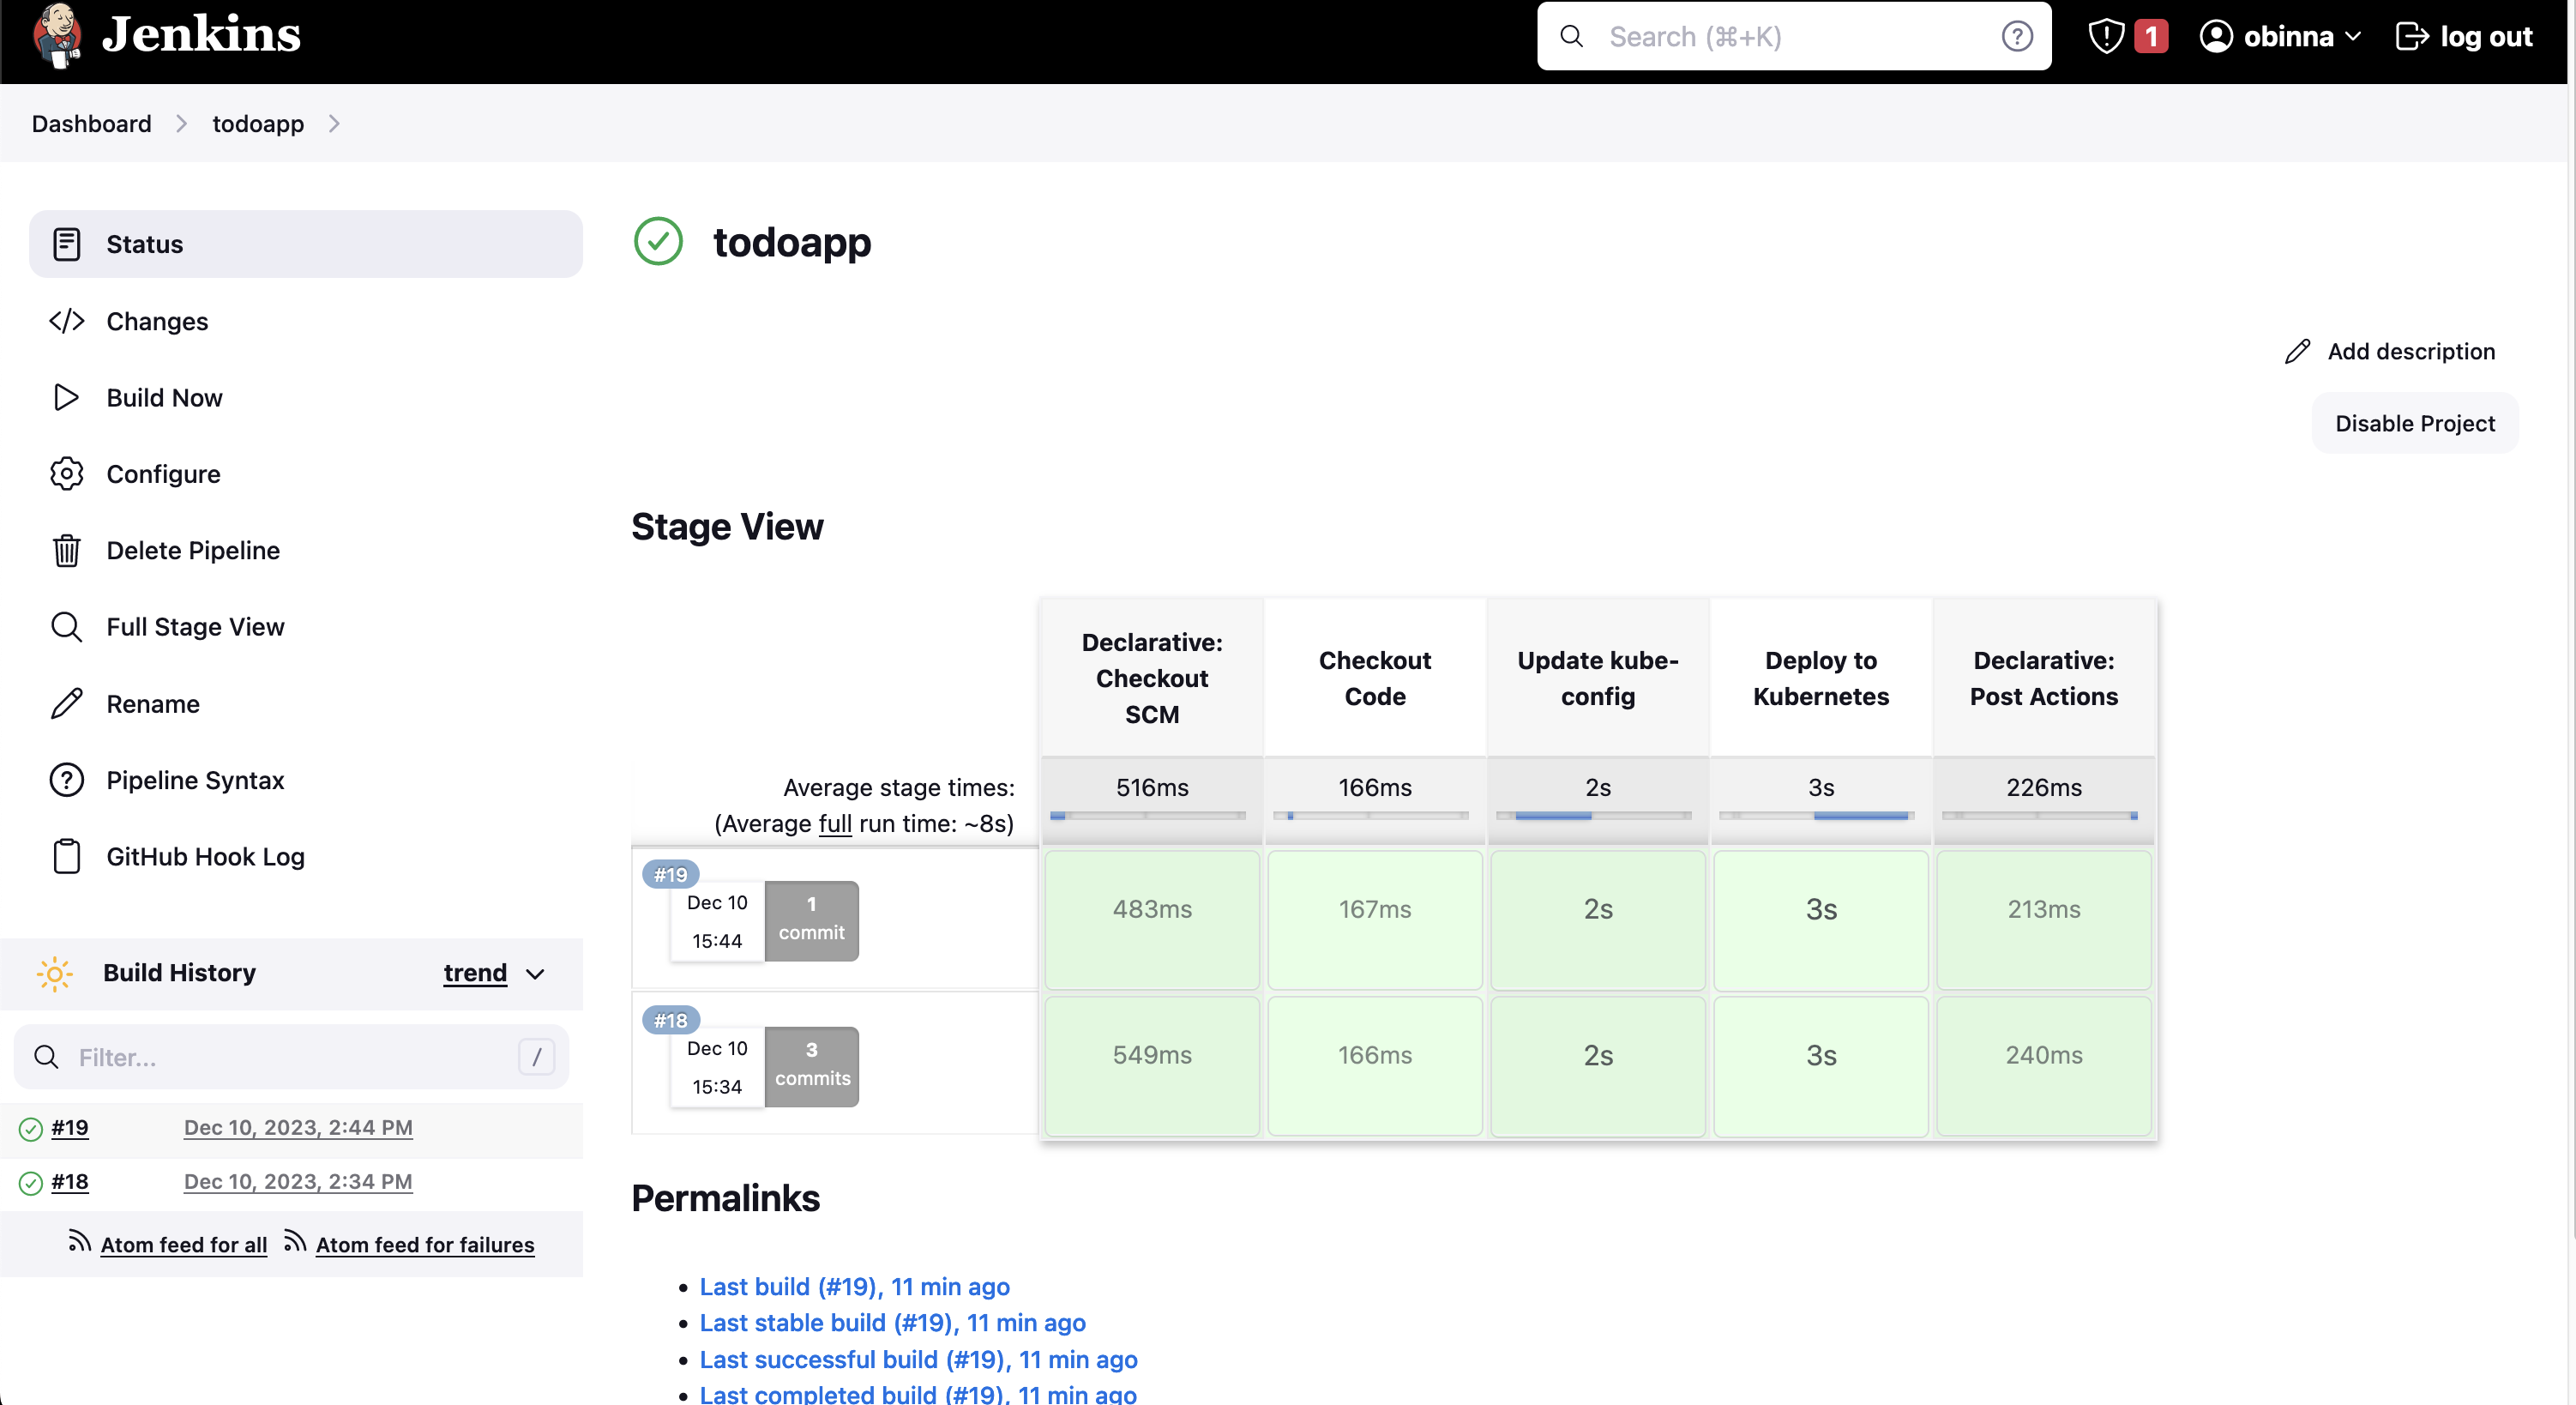 Jenkins
Search (⌘+K)
1
obinna
log out
Dashboard
todoapp
Status
Changes
Build Now
Configure
Delete Pipeline
Full Stage View
Rename
Pipeline Syntax
GitHub Hook Log
Build History
trend
Filter...
/
#19
Dec 10, 2023, 2:44 PM
#18
Dec 10, 2023, 2:34 PM
Atom feed for all
Atom feed for failures
todoapp
Add description
Disable Project
Stage View
Declarative:
Checkout
SCM
Checkout
Code
Update kube-
config
Deploy to
Kubernetes
Declarative:
Post Actions
Average stage times:
(Average full run time: ~8s)
516ms
166ms
2s
3s
226ms
#19
Dec 10
15:44
1
commit
483ms
167ms
2s
3s
213ms
#18
Dec 10
15:34
3
commits
549ms
166ms
2s
3s
240ms
Permalinks
Last build (#19), 11 min ago
Last stable build (#19), 11 min ago
Last successful build (#19), 11 min ago
Last completed build (#19), 11 min ago